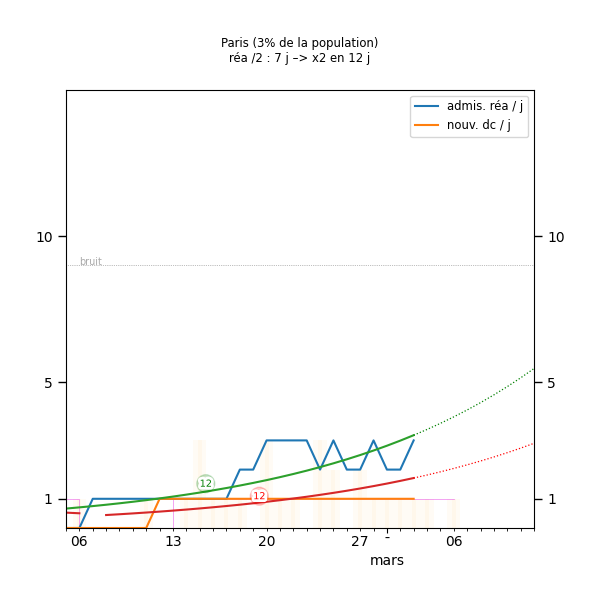 Paris (3% de la population)
réa /2 : 7 j –> x2 en 12 j
admis. réa / j
nouv. dc / j
10
10
bruit
5
5
12
12
1
1
06
13
20
27
06
mars